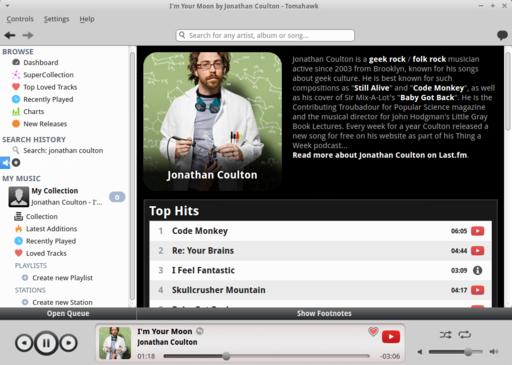 I'm Your Moon by Jonathan Coulton - Tomahawk
Controls Settings Help
Search for any artist, album or song...
BROWSE
Dashboard
SuperCollection
Top Loved Tracks
Recently Played
Charts
New Releases
SEARCH HISTORY
Search: jonathan coulton
MY MUSIC
My Collection
Jonathan Coulton - I'...
0
Collection
Latest Additions
Recently Played
Loved Tracks
PLAYLISTS
Create new Playlist
STATIONS
Create new Station
Jonathan Coulton
Jonathan Coulton is a geek rock / folk rock musician
active since 2003 from Brooklyn, known for his songs
about geek culture. He is best known for such
compositions as "Still Alive" and "Code Monkey", as well
as his cover of Sir Mix-A-Lot's "Baby Got Back". He is the
Contributing Troubadour for Popular Science magazine
and the musical director for John Hodgman's Little Gray
Book Lectures. Every week for a year Coulton released a
new song for free on his website as part of his Thing a
Week podcast...
Read more about Jonathan Coulton on Last.fm.
Top Hits
1 Code Monkey 06:05
2 Re: Your Brains 04:44
3 I Feel Fantastic 03:09
4 Skullcrusher Mountain 04:17
Open Queue
Show Footnotes
I'm Your Moon
Jonathan Coulton
01:18
-03:06